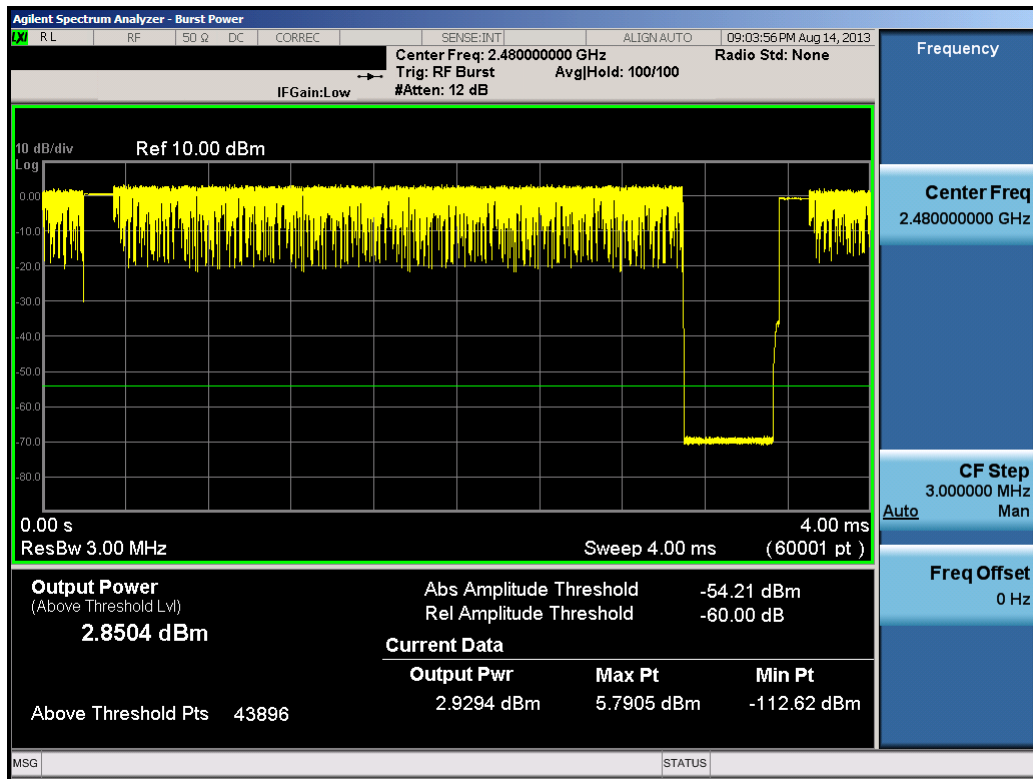 Agilent Spectrum Analyzer - Burst Power
LXI RL RF 50 Ω DC CORREC SENSE:INT ALIGN AUTO 09:03:56 PM Aug 14, 2013
Center Freq: 2.480000000 GHz Radio Std: None
Trig: RF Burst Avg|Hold: 100/100
IFGain:Low #Atten: 12 dB
Frequency
10 dB/div Ref 10.00 dBm
Log
0.00
-10.0
-20.0
-30.0
-40.0
-50.0
-60.0
-70.0
-80.0
0.00 s 4.00 ms
ResBw 3.00 MHz Sweep 4.00 ms (60001 pt)
Center Freq
2.480000000 GHz
CF Step
3.000000 MHz
Auto Man
Freq Offset
0 Hz
Output Power
(Above Threshold Lvl)
2.8504 dBm
Above Threshold Pts 43896
Abs Amplitude Threshold -54.21 dBm
Rel Amplitude Threshold -60.00 dB
Current Data
Output Pwr Max Pt Min Pt
2.9294 dBm 5.7905 dBm -112.62 dBm
MSG STATUS